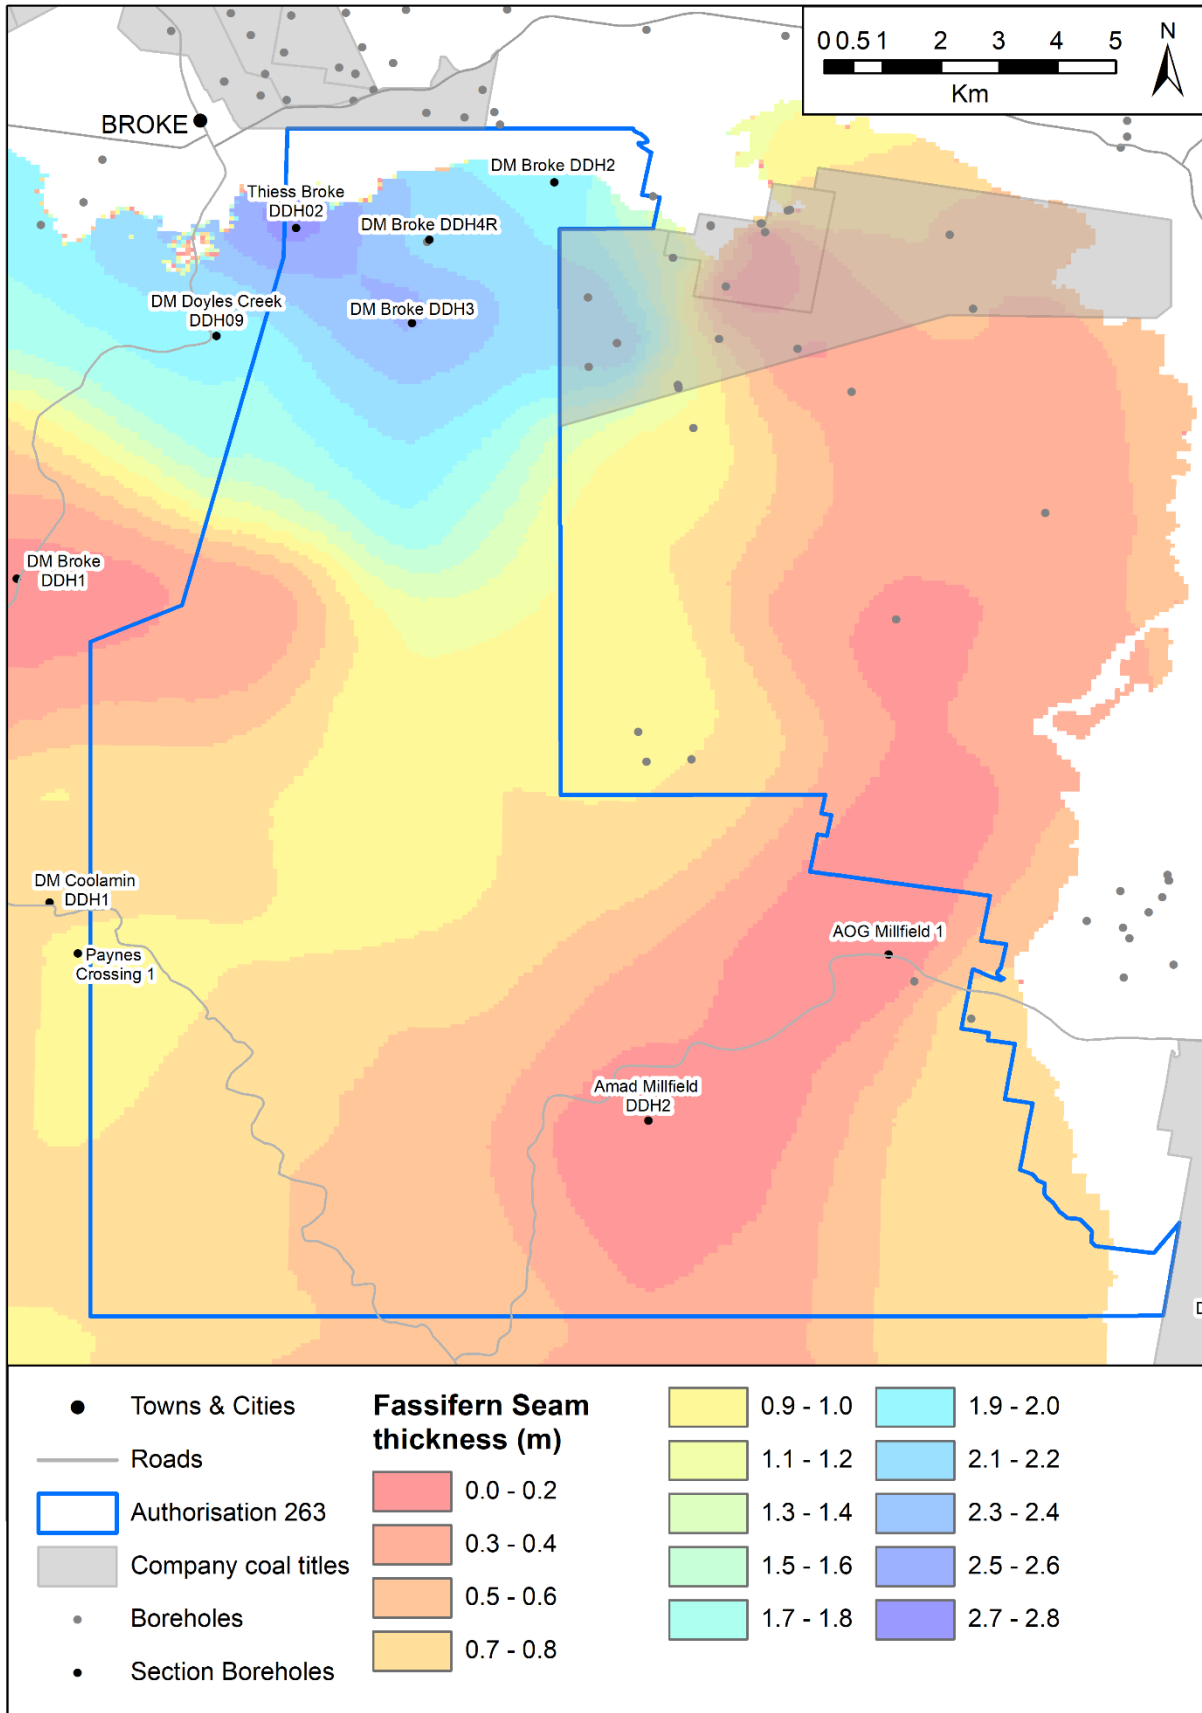 0 0.5 1 2 3 4 5
Km
N
BROKE
DM Broke DDH2
Thiess Broke
DDH02
DM Broke DDH4R
DM Doyles Creek
DDH09
DM Broke DDH3
DM Broke
DDH1
DM Coolamin
DDH1
Paynes
Crossing 1
AOG Millfield 1
Amad Millfield
DDH2
D
Towns & Cities
Roads
Authorisation 263
Company coal titles
Boreholes
Section Boreholes
Fassifern Seam
thickness (m)
0.0 - 0.2
0.3 - 0.4
0.5 - 0.6
0.7 - 0.8
0.9 - 1.0
1.1 - 1.2
1.3 - 1.4
1.5 - 1.6
1.7 - 1.8
1.9 - 2.0
2.1 - 2.2
2.3 - 2.4
2.5 - 2.6
2.7 - 2.8